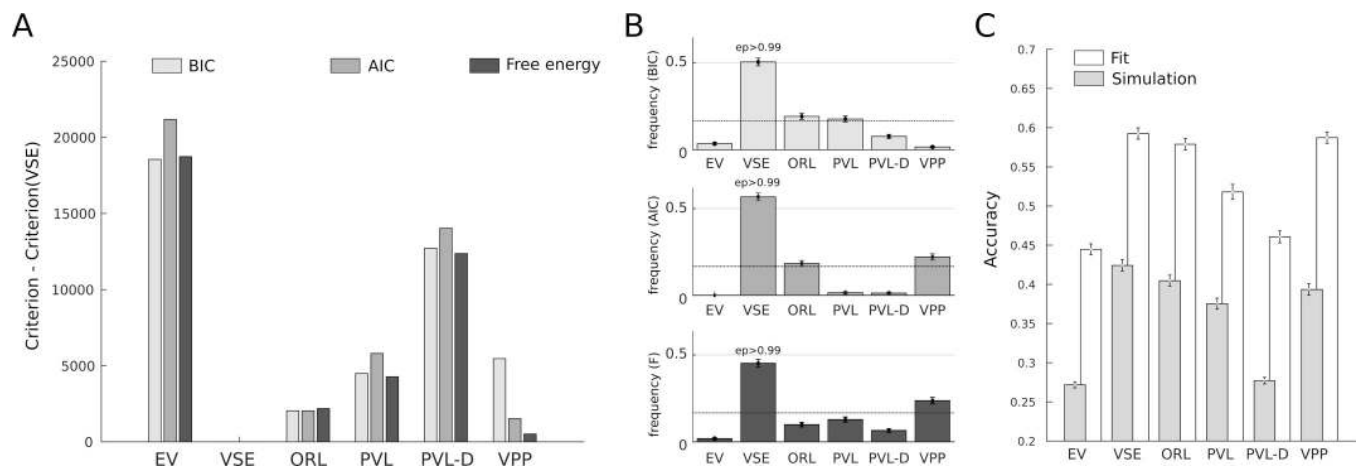 A
Criterion - Criterion(VSE)
25000
20000
15000
10000
5000
0
BIC
AIC
Free energy
EV VSE ORL PVL PVL-D VPP
B
frequency (BIC)
0.5
0
ep>0.99
EV VSE ORL PVL PVL-D VPP
frequency (AIC)
0.5
0
ep>0.99
EV VSE ORL PVL PVL-D VPP
frequency (F)
0.5
0
ep>0.99
EV VSE ORL PVL PVL-D VPP
C
Accuracy
0.7
0.65
0.6
0.55
0.5
0.45
0.4
0.35
0.3
0.25
0.2
Fit
Simulation
EV VSE ORL PVL PVL-D VPP